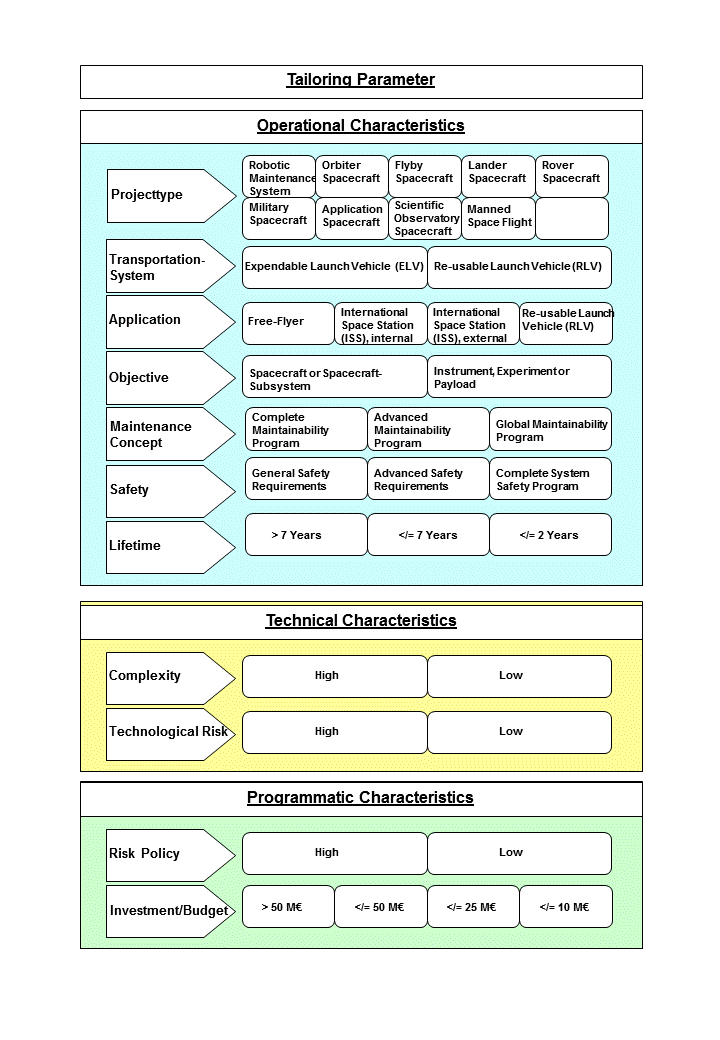 Tailoring Parameter
Operational Characteristics
Projecttype
Robotic
Maintenance
System
Orbiter
Spacecraft
Flyby
Spacecraft
Lander
Spacecraft
Rover
Spacecraft
Military
Spacecraft
Application
Spacecraft
Scientific
Observatory
Spacecraft
Manned
Space Flight
Transportation-
System
Expendable Launch Vehicle (ELV)
Re-usable Launch Vehicle (RLV)
Application
Free-Flyer
International
Space Station
(ISS), internal
International
Space Station
(ISS), external
Re-usable Launch
Vehicle (RLV)
Objective
Spacecraft or Spacecraft-
Subsystem
Instrument, Experiment or
Payload
Maintenance
Concept
Complete
Maintainability
Program
Advanced
Maintainability
Program
Global Maintainability
Program
Safety
General Safety
Requirements
Advanced Safety
Requirements
Complete System
Safety Program
Lifetime
> 7 Years
</= 7 Years
</= 2 Years
Technical Characteristics
Complexity
High
Low
Technological Risk
High
Low
Programmatic Characteristics
Risk Policy
High
Low
Investment/Budget
> 50 M€
</= 50 M€
</= 25 M€
</= 10 M€